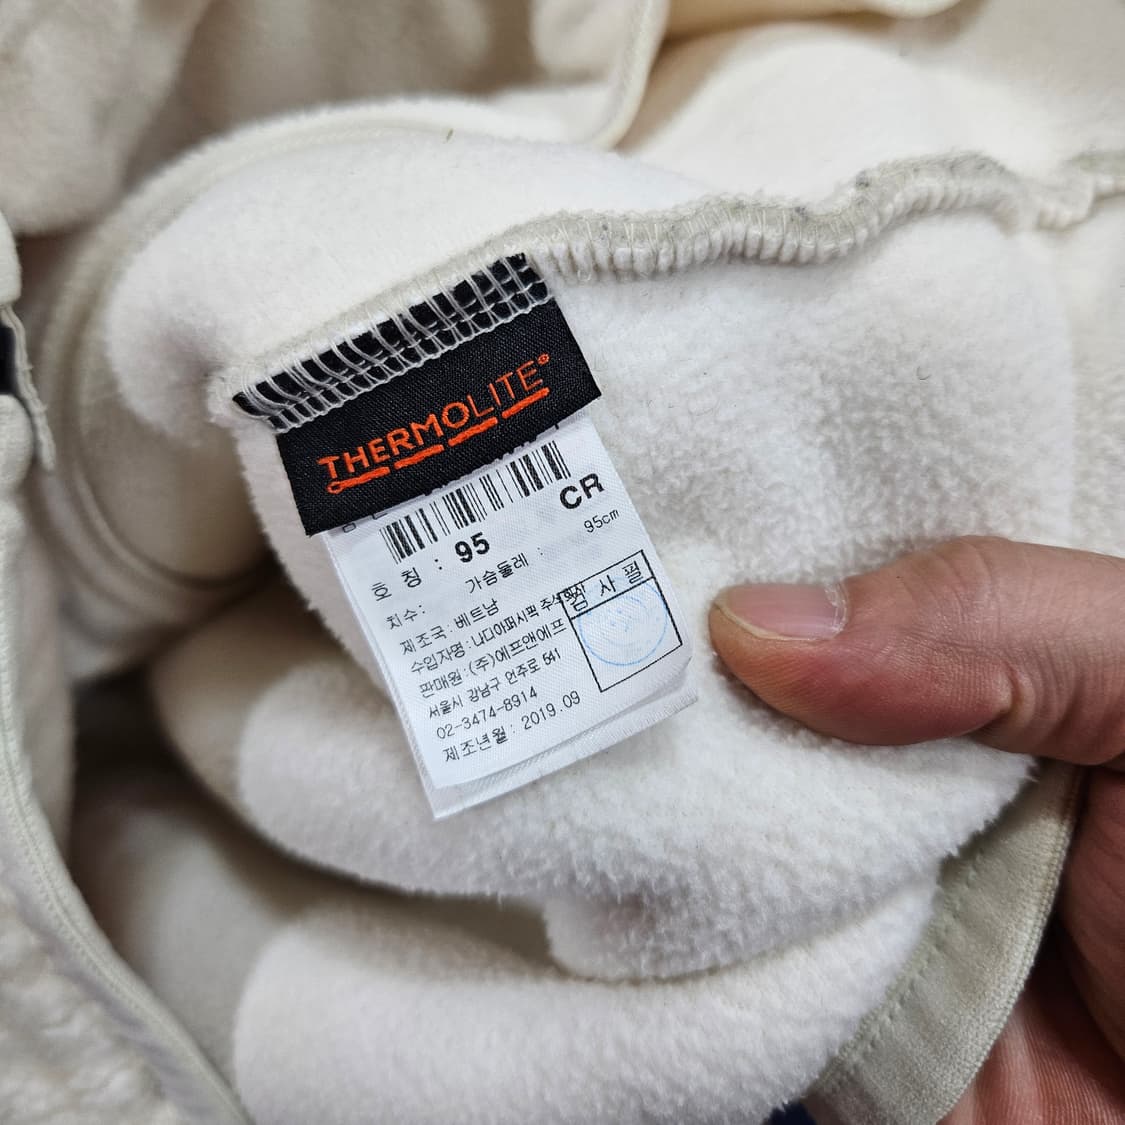 THERMOLITE®
CR
호 칭 : 95
치수: 가슴둘레 : 95cm
제조국: 베트남
수입자명: 나디아퍼시픽 주식회사
판매원: (주)에프앤에프
서울시 강남구 언주로 541
02-3474-8914
제조년월 : 2019.09
검 사 필